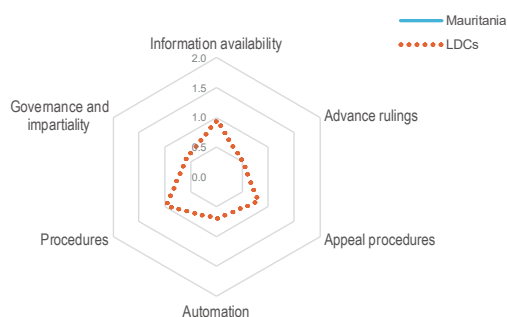 Mauritania
LDCs
Information availability
2.0
1.5
1.0
0.5
0.0
Governance and
impartiality
Advance rulings
Procedures
Appeal procedures
Automation